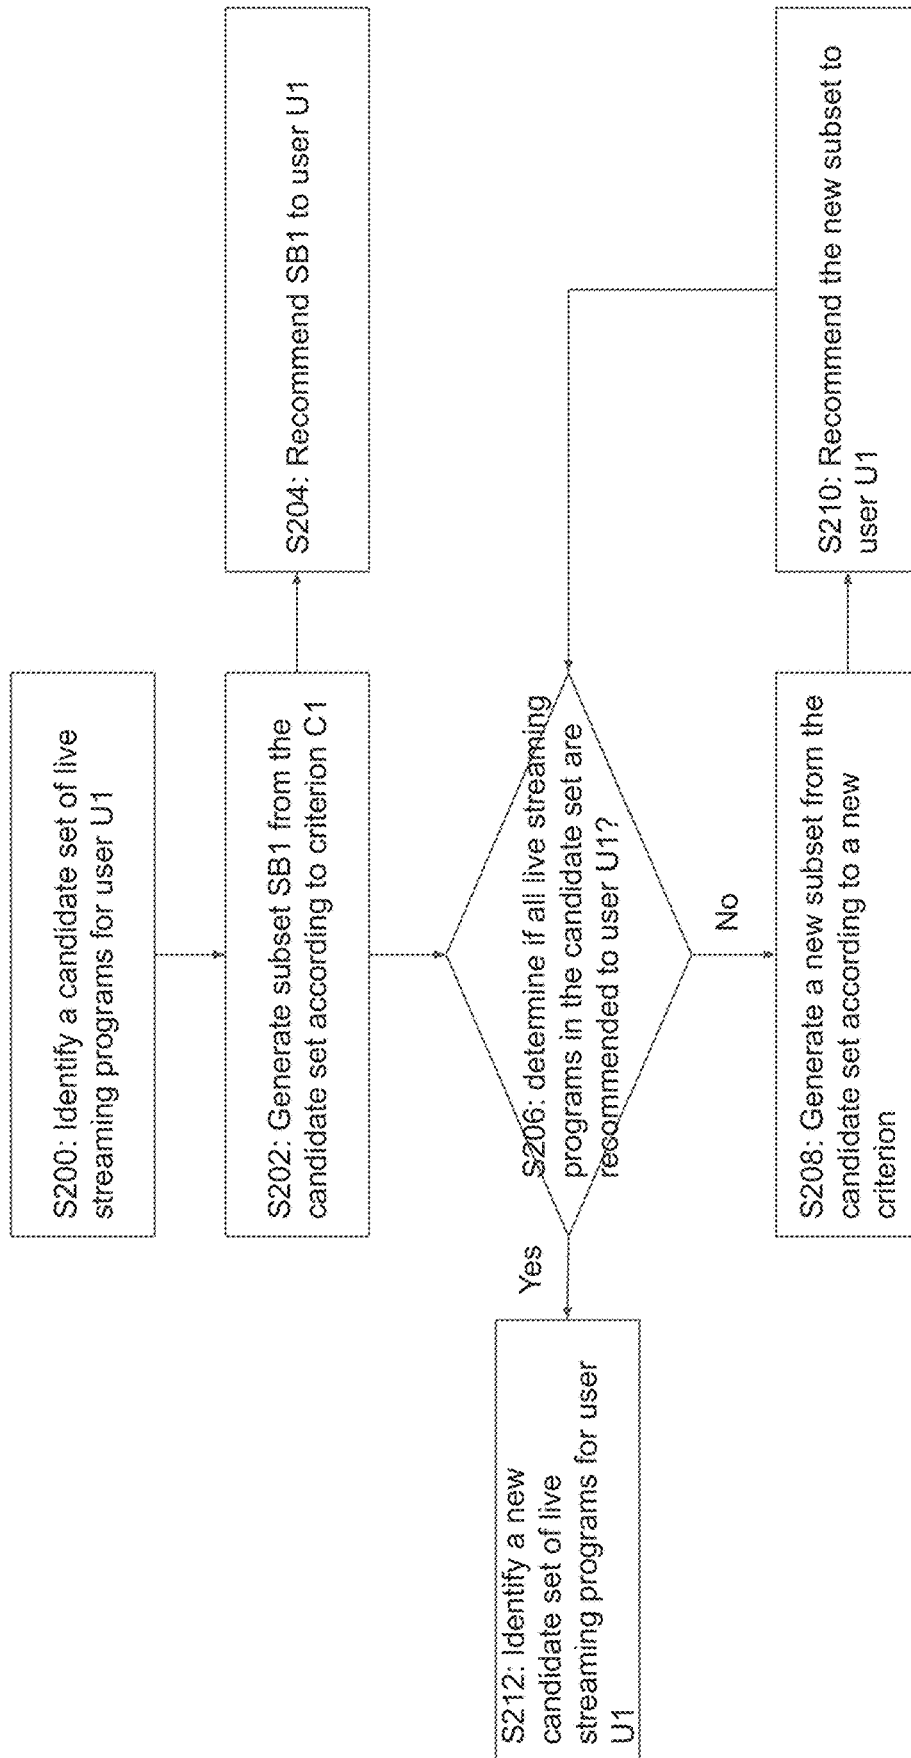 S200: Identify a candidate set of live
streaming programs for user U1
S202: Generate subset SB1 from the
candidate set according to criterion C1
S204: Recommend SB1 to user U1
S206: determine if all live streaming
programs in the candidate set are
recommended to user U1?
Yes
No
S212: Identify a new
candidate set of live
streaming programs for user
U1
S208: Generate a new subset from the
candidate set according to a new
criterion
S210: Recommend the new subset to
user U1